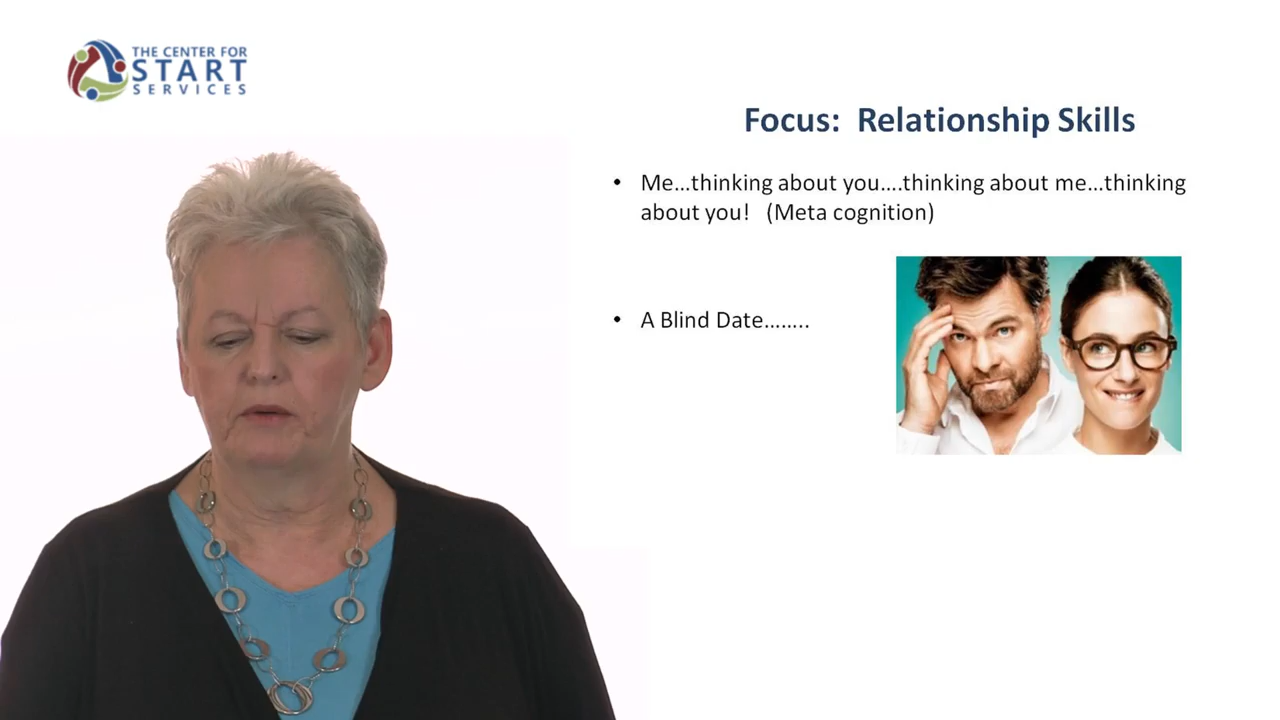 THE CENTER FOR
START
SERVICES
Focus:  Relationship Skills
• Me…thinking about you….thinking about me…thinking
about you!   (Meta cognition)
• A Blind Date……..